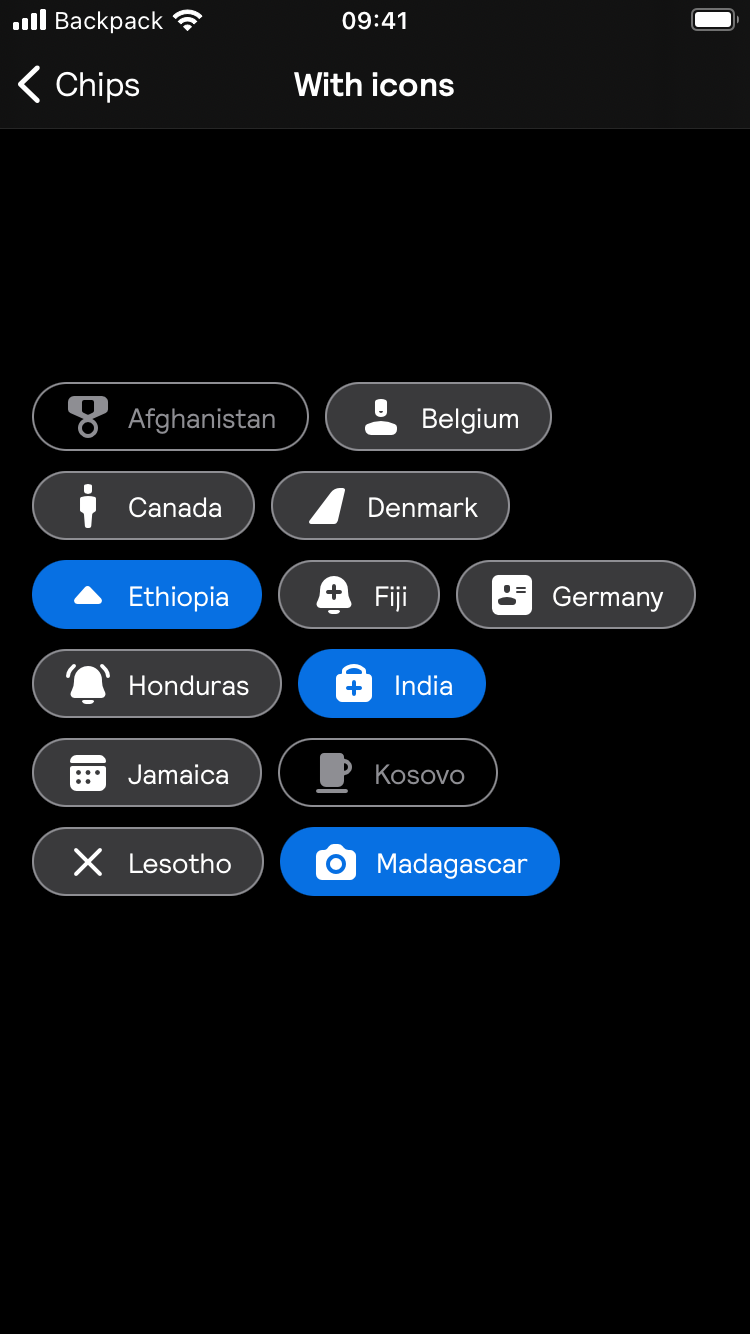 Backpack 09:41
Chips With icons
Afghanistan Belgium
Canada Denmark
Ethiopia Fiji Germany
Honduras India
Jamaica Kosovo
Lesotho Madagascar